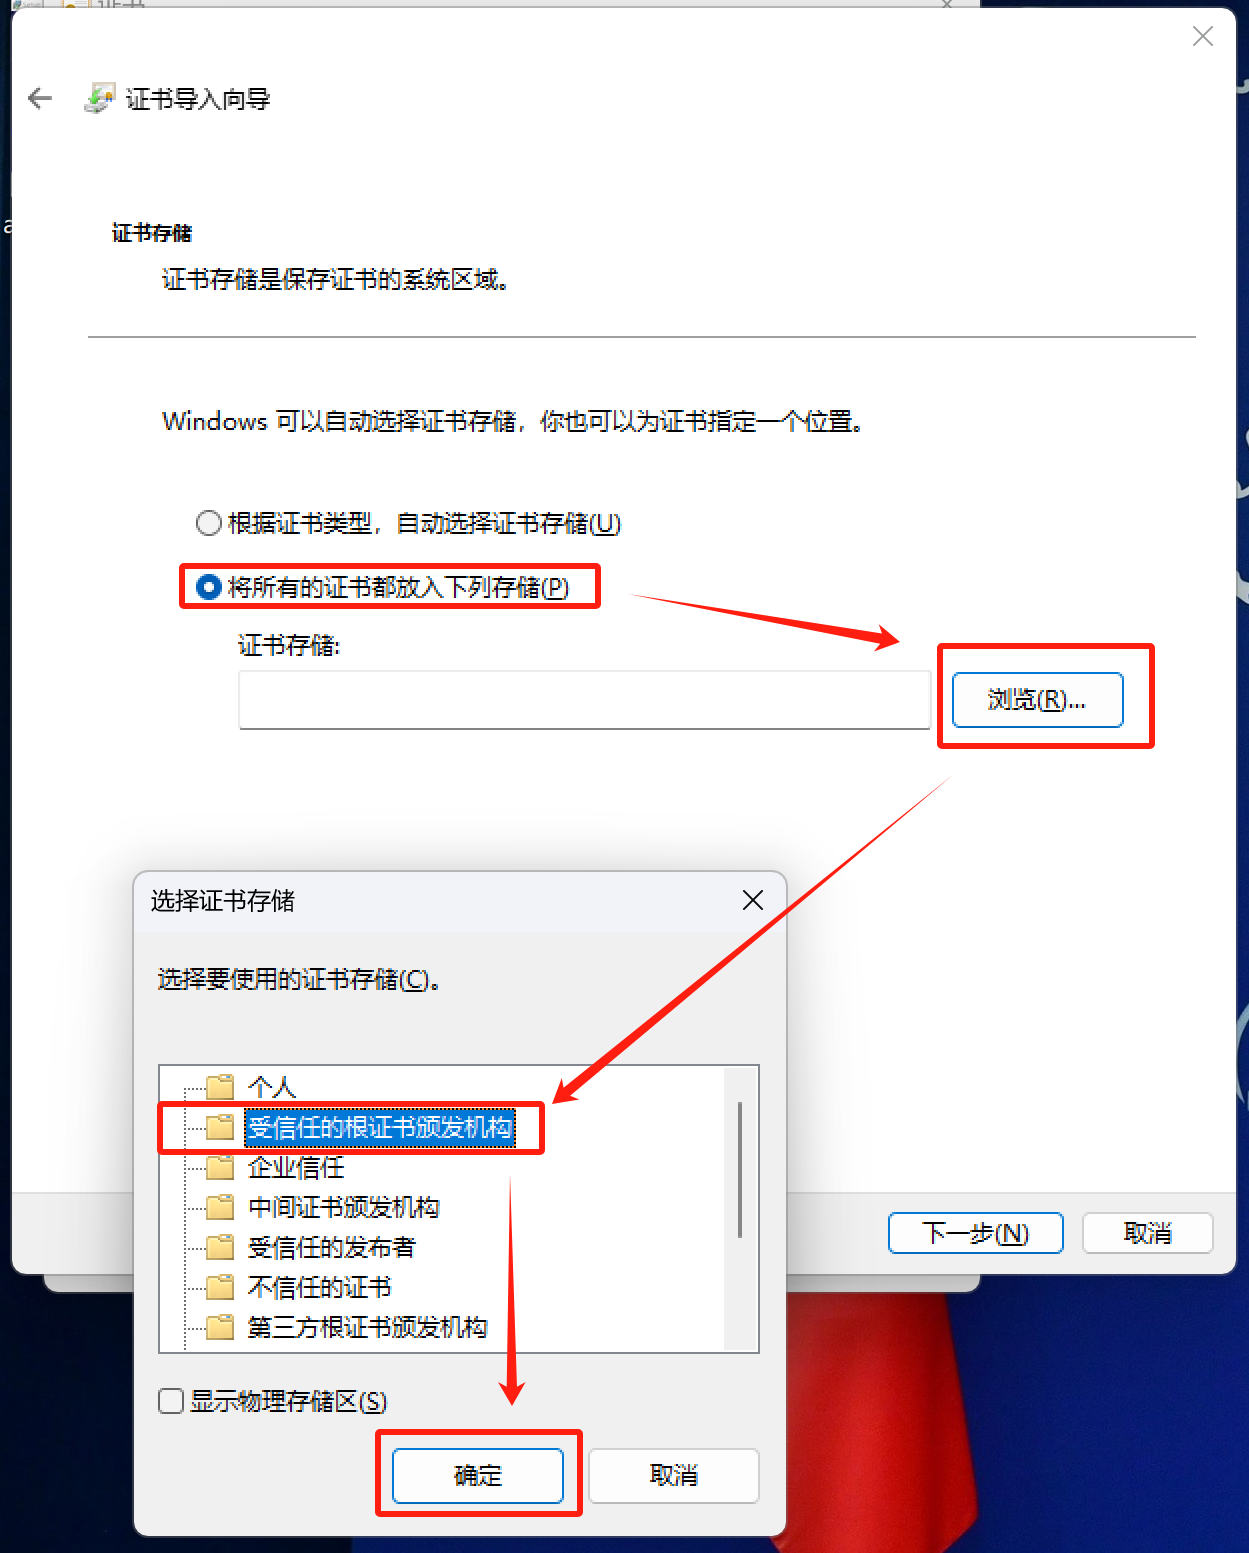 证书
证书导入向导
证书存储
证书存储是保存证书的系统区域。
Windows 可以自动选择证书存储，你也可以为证书指定一个位置。
根据证书类型，自动选择证书存储(U)
将所有的证书都放入下列存储(P)
证书存储:
浏览(R)...
选择证书存储
选择要使用的证书存储(C)。
个人
受信任的根证书颁发机构
企业信任
中间证书颁发机构
受信任的发布者
不信任的证书
第三方根证书颁发机构
显示物理存储区(S)
确定
取消
下一步(N)
取消